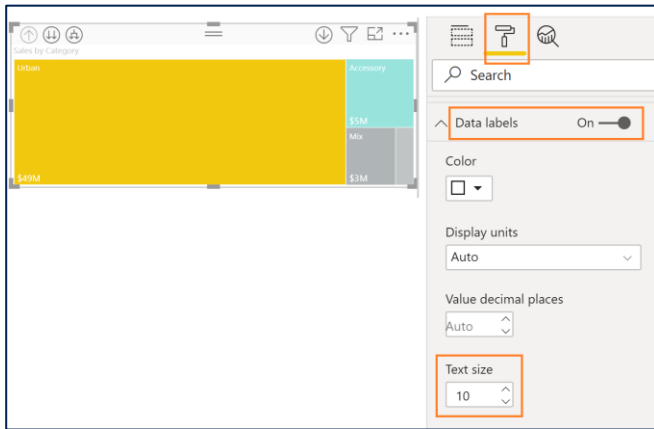 Sales by Category
Urban
$49M
Accessory
$5M
Mix
$3M
Search
Data labels On
Color
Display units
Auto
Value decimal places
Auto
Text size
10